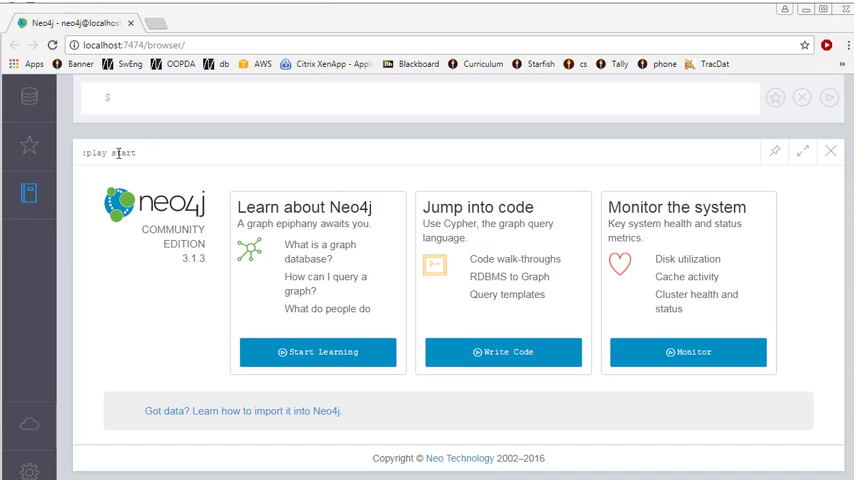 Neo4j - neo4j@localhost:
localhost:7474/browser/
Apps Banner SwEng OOPDA db AWS Citrix XenApp - Appl Blackboard Curriculum Starfish cs Tally phone TracDat »
$
:play start
neo4j
COMMUNITY
EDITION
3.1.3
Learn about Neo4j
A graph epiphany awaits you.
What is a graph
database?
How can I query a
graph?
What do people do
Start Learning
Jump into code
Use Cypher, the graph query
language.
Code walk-throughs
RDBMS to Graph
Query templates
Write Code
Monitor the system
Key system health and status
metrics.
Disk utilization
Cache activity
Cluster health and
status
Monitor
Got data? Learn how to import it into Neo4j.
Copyright © Neo Technology 2002–2016